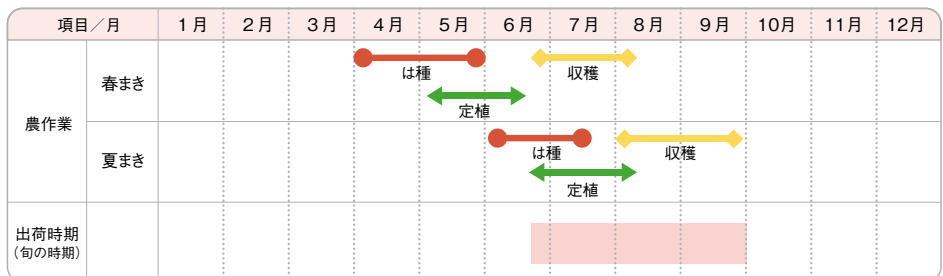 項目／月 1月 2月 3月 4月 5月 6月 7月 8月 9月 10月 11月 12月
農作業
春まき
は種
収穫
定植
夏まき
は種
収穫
定植
出荷時期
（旬の時期）